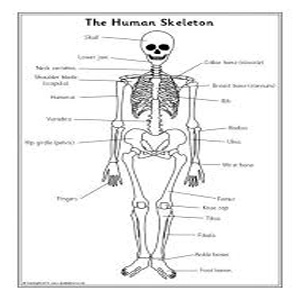 The Human Skeleton
Skull
Lower jaw
Neck vertebra
Collar bone (clavicle)
Shoulder blade
(scapula)
Breast bone (sternum)
Humerus
Rib
Vertebra
Radius
Hip girdle (pelvis)
Ulna
Wrist bone
Fingers
Femur
Knee cap
Tibia
Fibula
Ankle bones
Foot bones